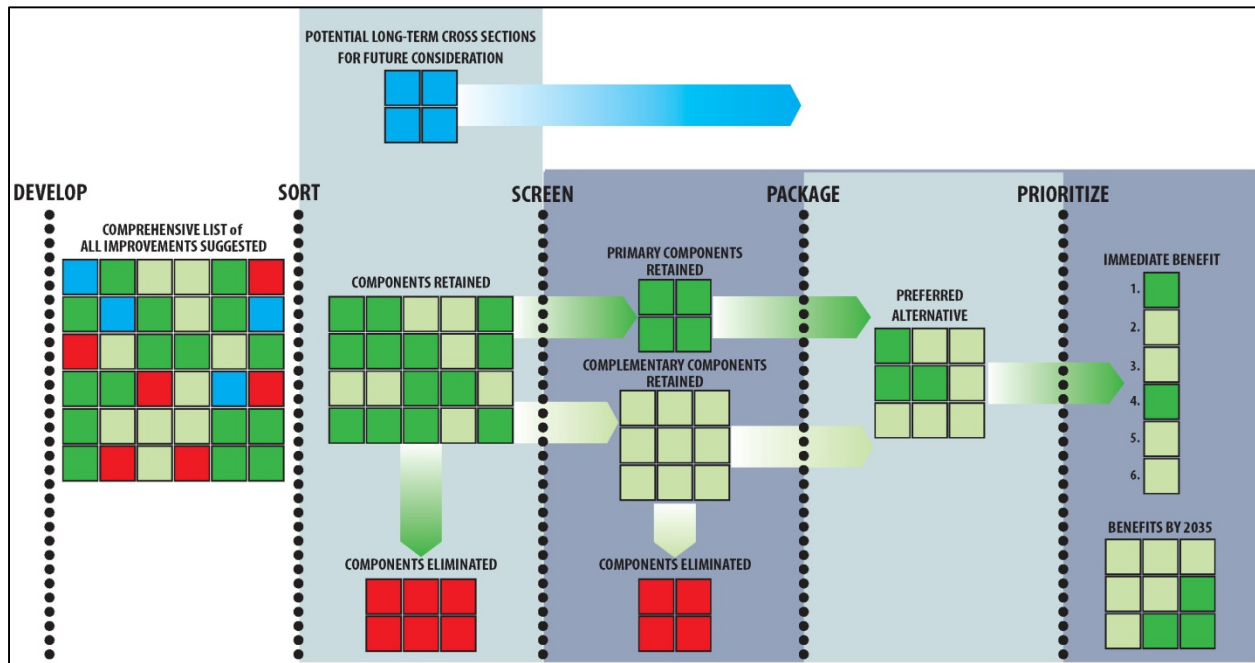 POTENTIAL LONG-TERM CROSS SECTIONS
FOR FUTURE CONSIDERATION
DEVELOP
SORT
SCREEN
PACKAGE
PRIORITIZE
COMPREHENSIVE LIST of
ALL IMPROVEMENTS SUGGESTED
COMPONENTS RETAINED
PRIMARY COMPONENTS
RETAINED
COMPLEMENTARY COMPONENTS
RETAINED
PREFERRED
ALTERNATIVE
IMMEDIATE BENEFIT
1.
2.
3.
4.
5.
6.
COMPONENTS ELIMINATED
COMPONENTS ELIMINATED
BENEFITS BY 2035